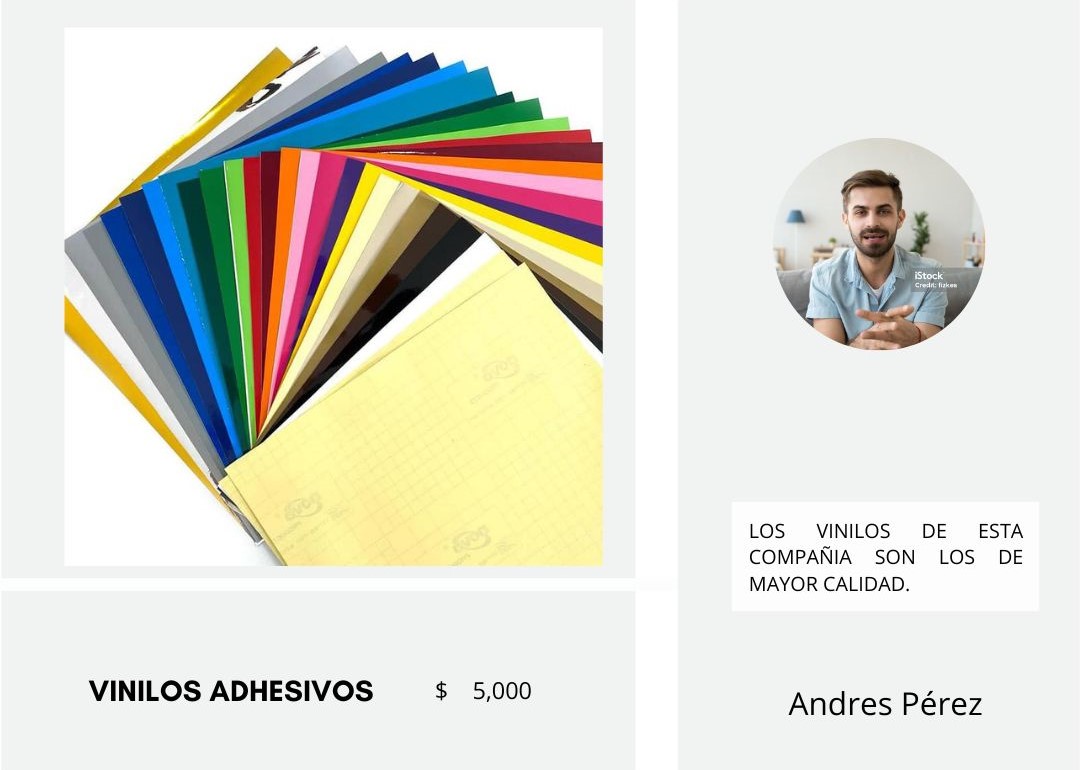 iStock
Credit: fizkes
LOS VINILOS DE ESTA
COMPAÑIA SON LOS DE
MAYOR CALIDAD.
VINILOS ADHESIVOS $ 5,000
Andres Pérez